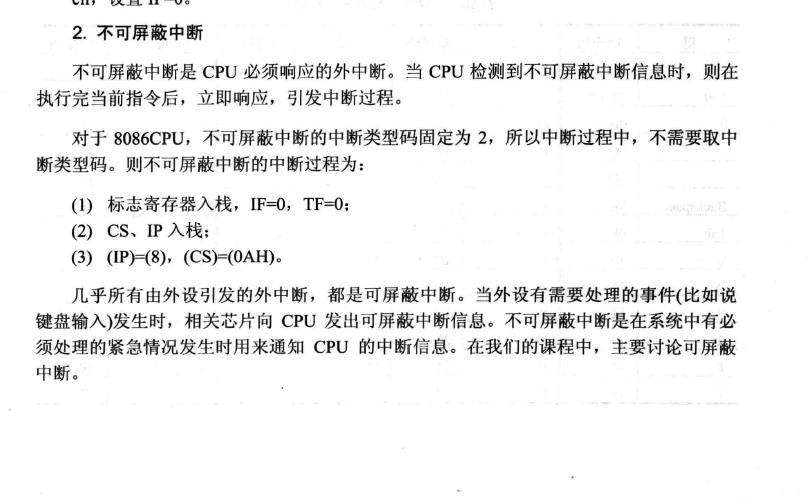 2. 不可屏蔽中断
不可屏蔽中断是 CPU 必须响应的外中断。当 CPU 检测到不可屏蔽中断信息时，则在
执行完当前指令后，立即响应，引发中断过程。
对于 8086CPU，不可屏蔽中断的中断类型码固定为 2，所以中断过程中，不需要取中
断类型码。则不可屏蔽中断的中断过程为：
(1) 标志寄存器入栈，IF=0，TF=0；
(2) CS、IP 入栈；
(3) (IP)=(8)，(CS)=(0AH)。
几乎所有由外设引发的外中断，都是可屏蔽中断。当外设有需要处理的事件(比如说
键盘输入)发生时，相关芯片向 CPU 发出可屏蔽中断信息。不可屏蔽中断是在系统中有必
须处理的紧急情况发生时用来通知 CPU 的中断信息。在我们的课程中，主要讨论可屏蔽
中断。